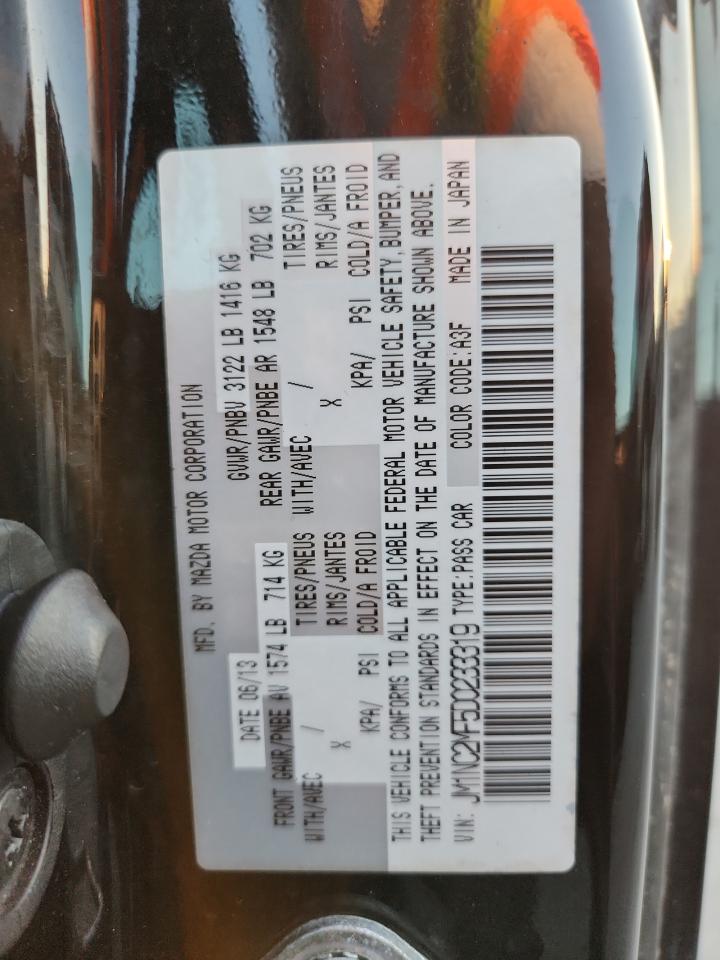 MFD. BY MAZDA MOTOR CORPORATION
DATE 06/13 GVWR/PNBV 3122 LB 1416 KG
FRONT GAWR/PNBE AV 1574 LB 714 KG REAR GAWR/PNBE AR 1548 LB 702 KG
WITH/AVEC / TIRES/PNEUS WITH/AVEC / TIRES/PNEUS
X RIMS/JANTES X RIMS/JANTES
KPA/ PSI COLD/A FROID KPA/ PSI COLD/A FROID
THIS VEHICLE CONFORMS TO ALL APPLICABLE FEDERAL MOTOR VEHICLE SAFETY, BUMPER, AND
THEFT PREVENTION STANDARDS IN EFFECT ON THE DATE OF MANUFACTURE SHOWN ABOVE.
VIN: JM1NC2MF5D0233319 TYPE:PASS CAR COLOR CODE:A3F MADE IN JAPAN